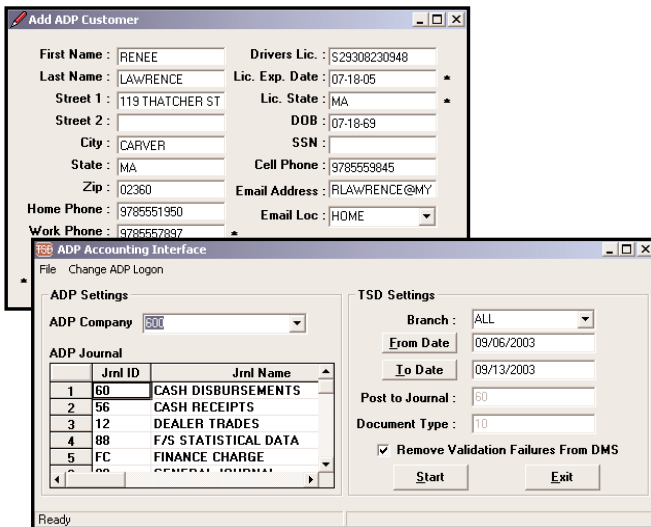 Add ADP Customer
First Name : RENEE
Drivers Lic. : S29308230948
Last Name : LAWRENCE
Lic. Exp. Date : 07-18-05 *
Street 1 : 119 THATCHER ST
Lic. State : MA *
Street 2 :
DOB : 07-18-69
City : CARVER
SSN :
State : MA
Cell Phone : 9785559845
Zip : 02360
Email Address : RLAWRENCE@MY
Home Phone : 9785551950
Email Loc : HOME
Work Phone : 9785557897 *
*
TSD ADP Accounting Interface
File Change ADP Logon
ADP Settings
ADP Company 600
ADP Journal
Jrnl ID Jrnl Name
1 60 CASH DISBURSEMENTS
2 56 CASH RECEIPTS
3 12 DEALER TRADES
4 88 F/S STATISTICAL DATA
5 FC FINANCE CHARGE
GENERAL JOURNAL
TSD Settings
Branch : ALL
From Date 09/06/2003
To Date 09/13/2003
Post to Journal : 60
Document Type : 10
Remove Validation Failures From DMS
Start Exit
Ready